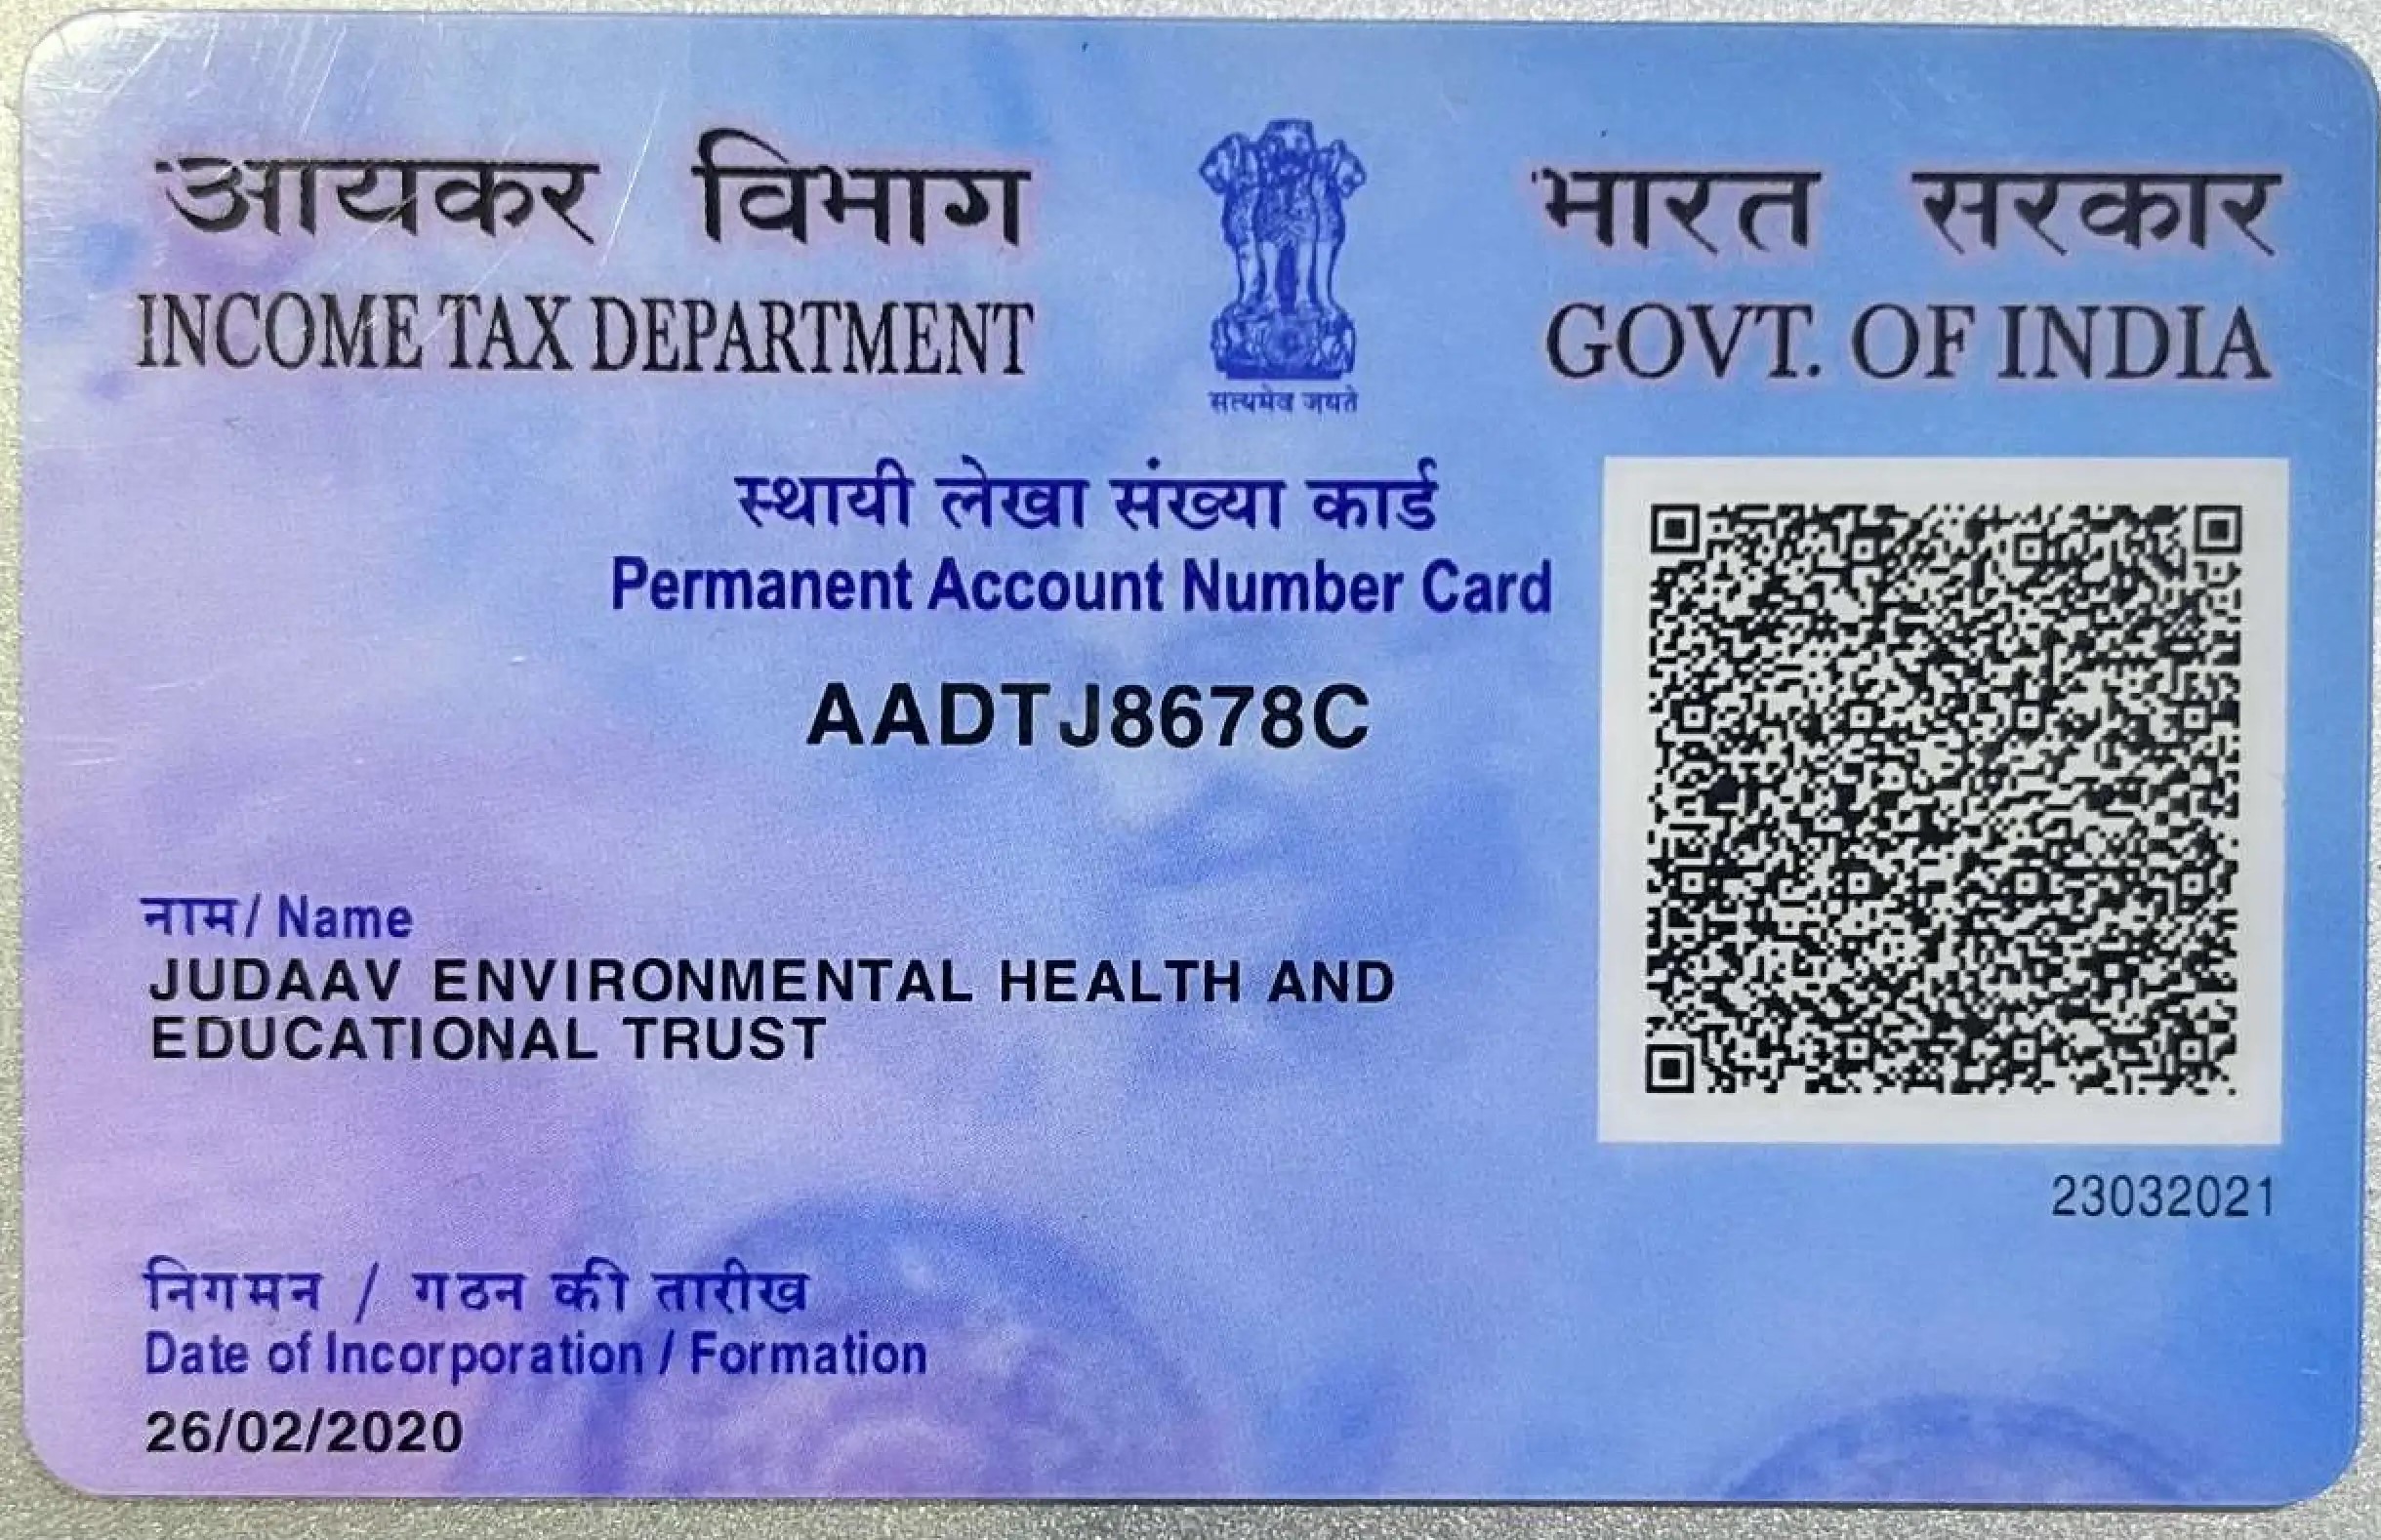 आयकर विभाग
INCOME TAX DEPARTMENT
सत्यमेव जयते
भारत सरकार
GOVT. OF INDIA
स्थायी लेखा संख्या कार्ड
Permanent Account Number Card
AADTJ8678C
नाम/ Name
JUDAAV ENVIRONMENTAL HEALTH AND
EDUCATIONAL TRUST
23032021
निगमन / गठन की तारीख
Date of Incorporation / Formation
26/02/2020